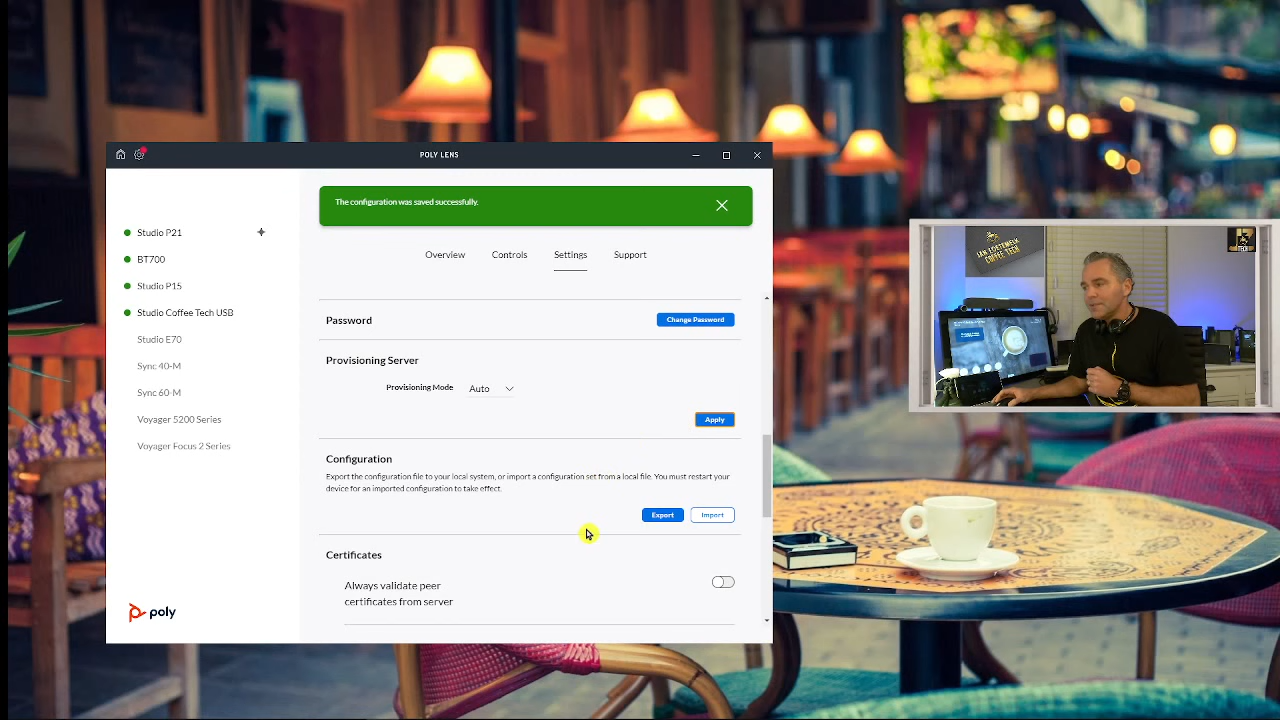 POLY LENS
The configuration was saved successfully.
Studio P21
BT700
Studio P15
Studio Coffee Tech USB
Studio E70
Sync 40-M
Sync 60-M
Voyager 5200 Series
Voyager Focus 2 Series
poly
Overview
Controls
Settings
Support
Password
Change Password
Provisioning Server
Provisioning Mode
Auto
Apply
Configuration
Export the configuration file to your local system, or import a configuration set from a local file. You must restart your
device for an imported configuration to take effect.
Export
Import
Certificates
Always validate peer
certificates from server
COFFEE TECH
TECH